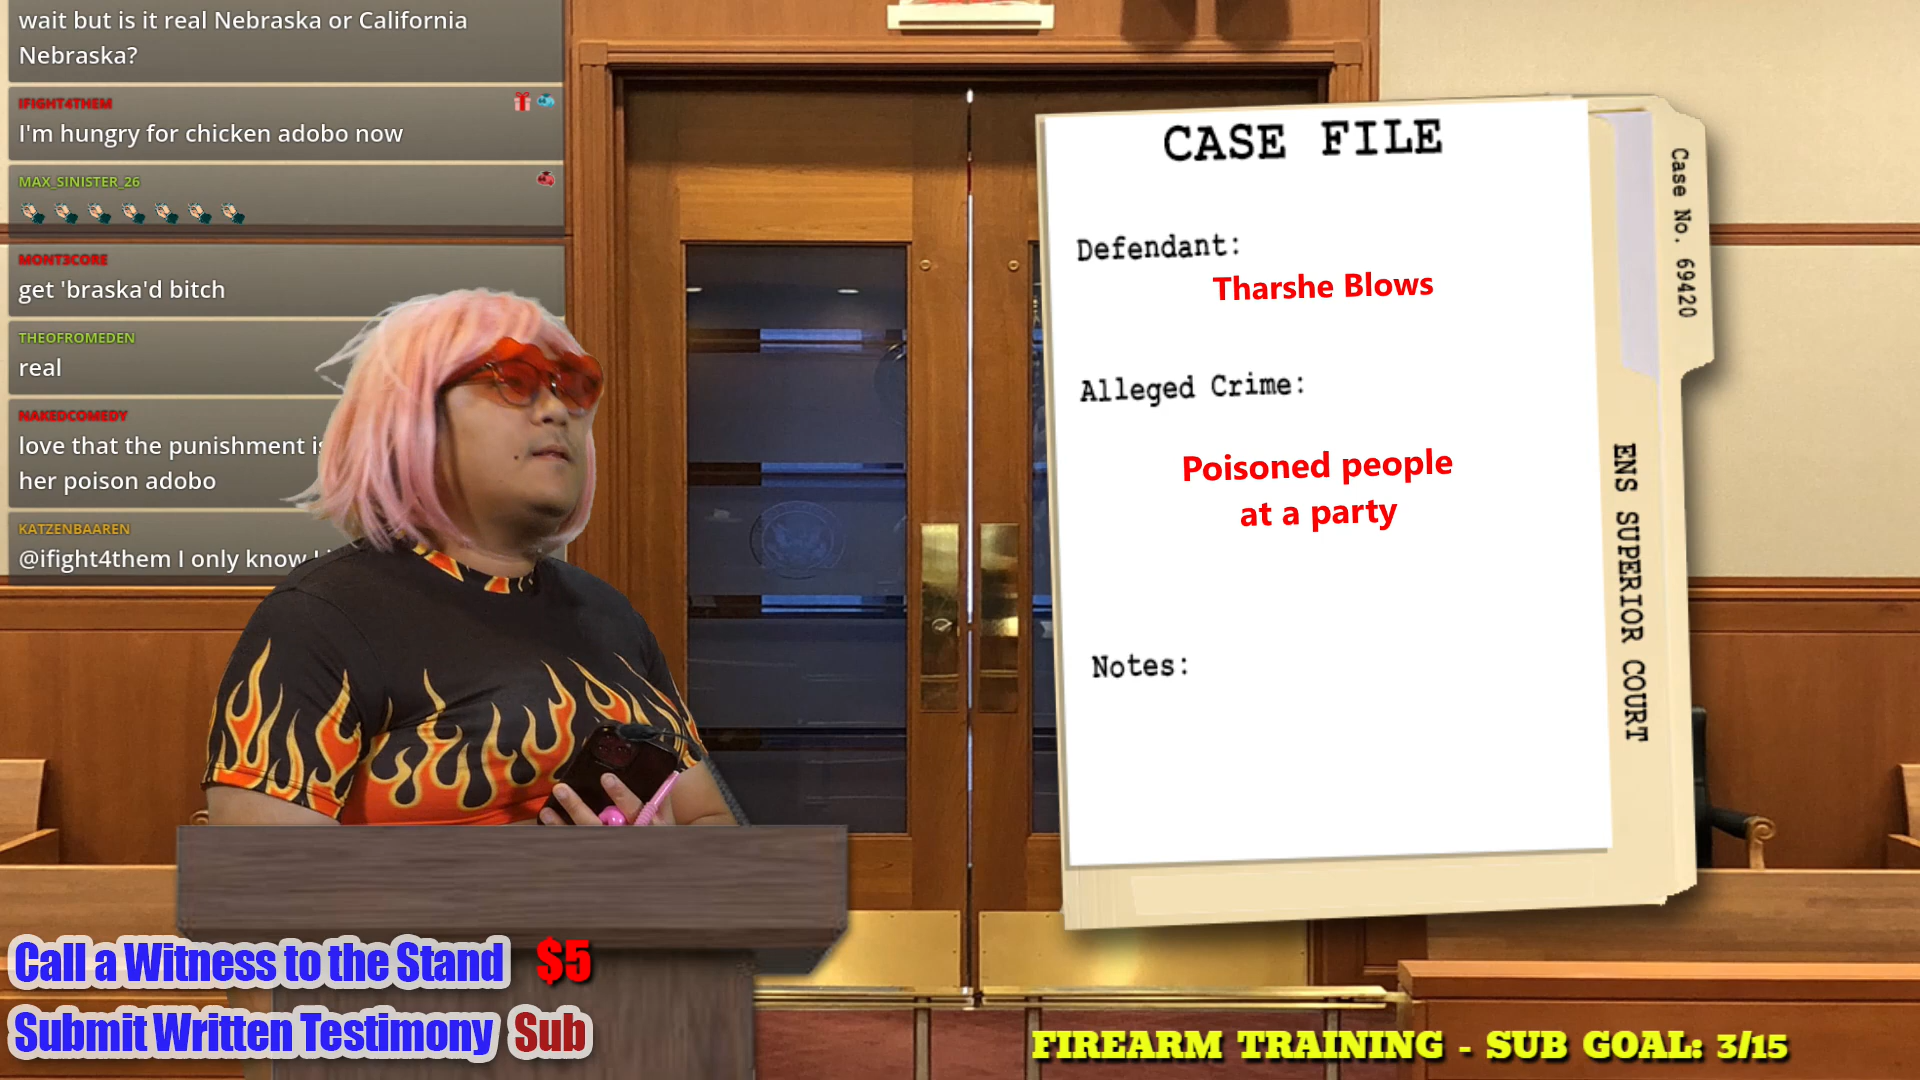 wait but is it real Nebraska or California
Nebraska?
IFIGHT4THEM
I'm hungry for chicken adobo now
MAX_SINISTER_26
MONT3CORE
get 'braska'd bitch
THEOFROMEDEN
real
NAKEDCOMEDY
love that the punishment is
her poison adobo
KATZENBAAREN
@ifight4them I only know
CASE FILE
Defendant:
Tharshe Blows
Alleged Crime:
Poisoned people
at a party
Notes:
Case No. 69420
ENS SUPERIOR COURT
Call a Witness to the Stand $5
Submit Written Testimony Sub
FIREARM TRAINING - SUB GOAL: 3/15